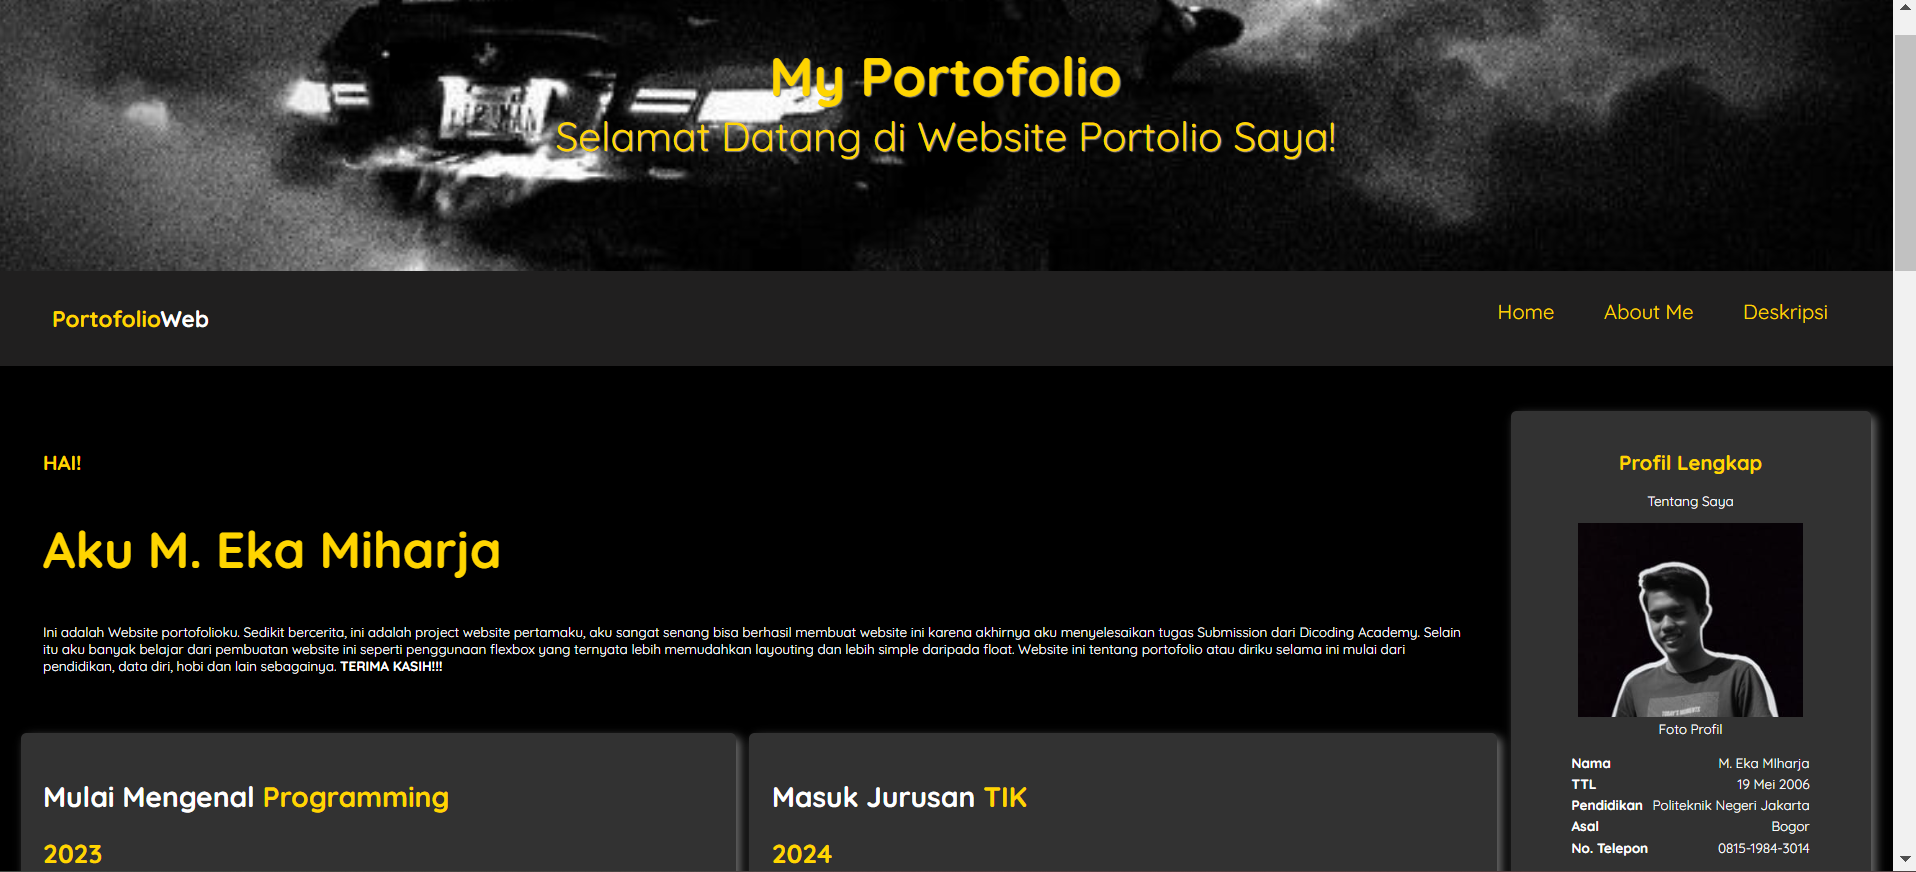 My Portofolio
Selamat Datang di Website Portolio Saya!
PortofolioWeb
Home About Me Deskripsi
HAI!
Aku M. Eka Miharja
Ini adalah Website portofolioku. Sedikit bercerita, ini adalah project website pertamaku, aku sangat senang bisa berhasil membuat website ini karena akhirnya aku menyelesaikan tugas Submission dari Dicoding Academy. Selain
itu aku banyak belajar dari pembuatan website ini seperti penggunaan flexbox yang ternyata lebih memudahkan layouting dan lebih simple daripada float. Website ini tentang portofolio atau diriku selama ini mulai dari
pendidikan, data diri, hobi dan lain sebagainya. TERIMA KASIH!!!
Mulai Mengenal Programming
2023
Masuk Jurusan TIK
2024
Profil Lengkap
Tentang Saya
Foto Profil
Nama M. Eka MIharja
TTL 19 Mei 2006
Pendidikan Politeknik Negeri Jakarta
Asal Bogor
No. Telepon 0815-1984-3014